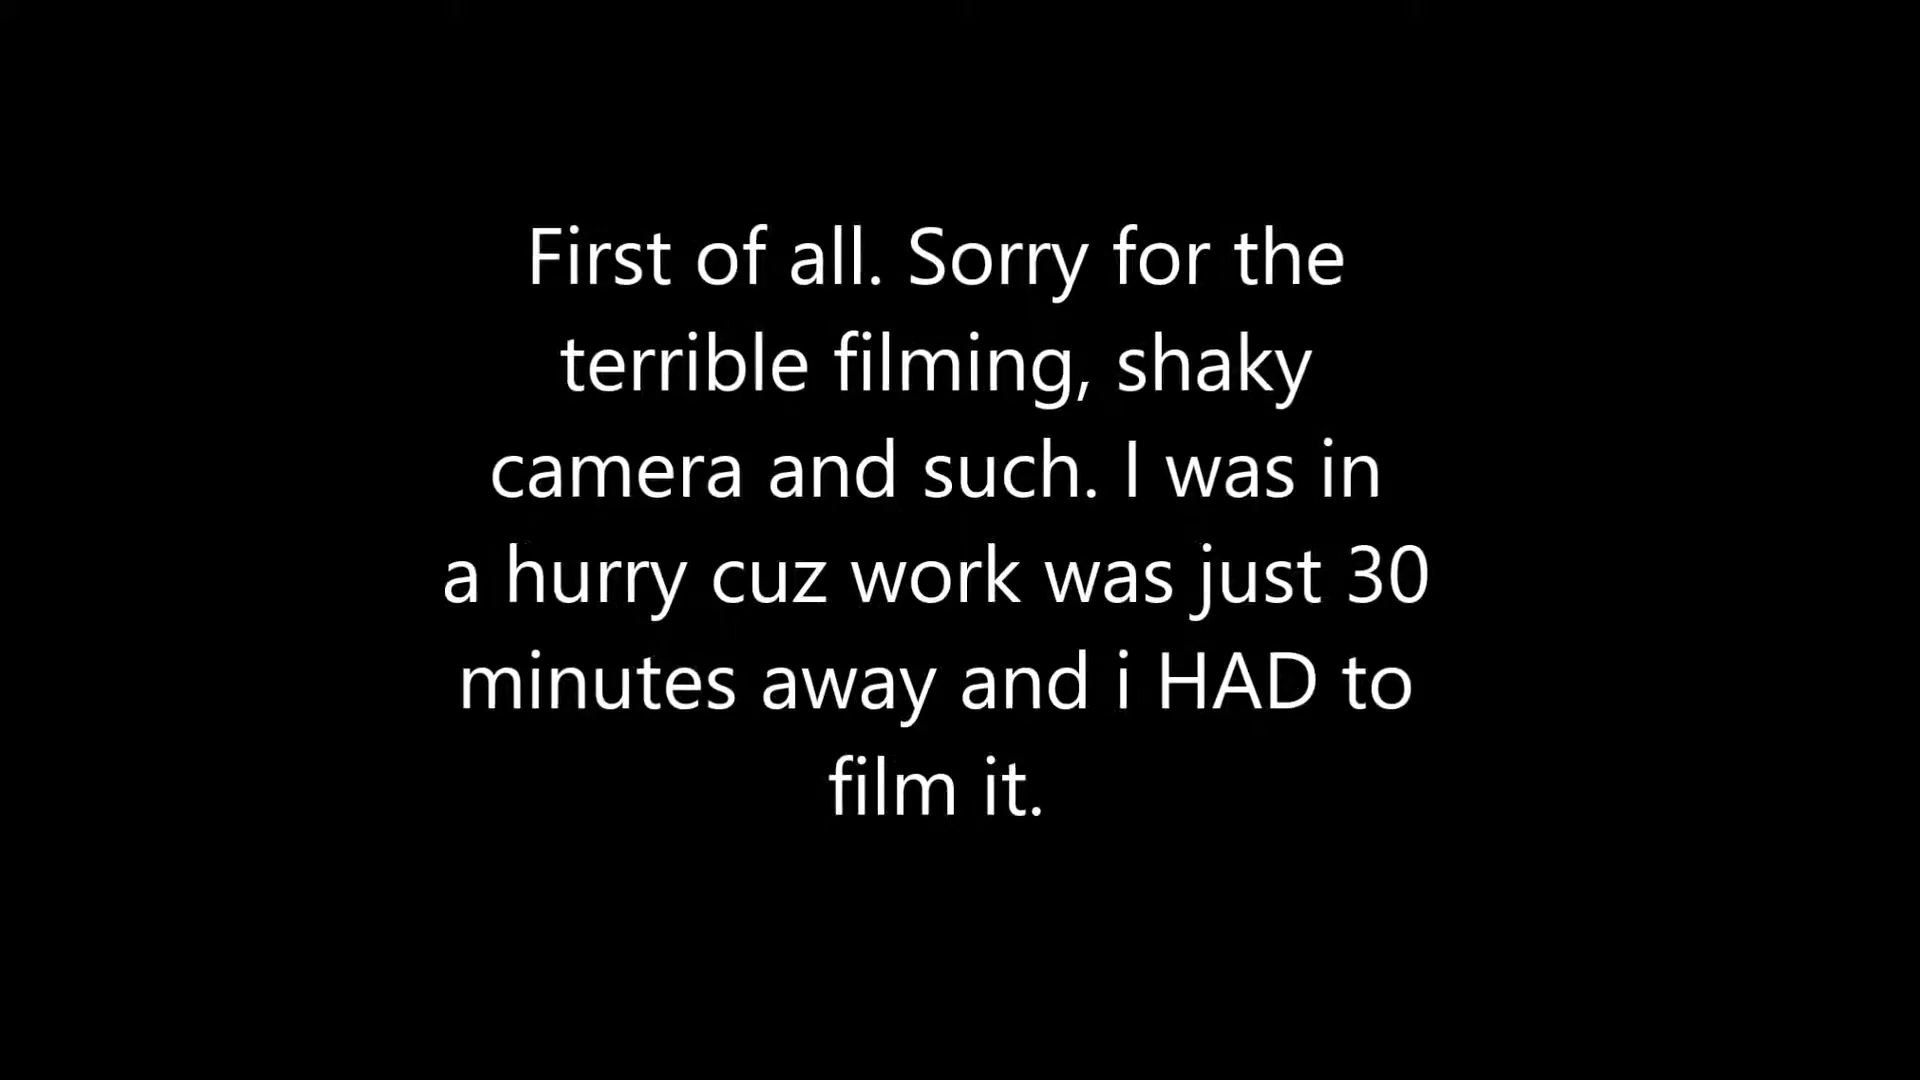 First of all. Sorry for the
terrible filming, shaky
camera and such. I was in
a hurry cuz work was just 30
minutes away and i HAD to
film it.